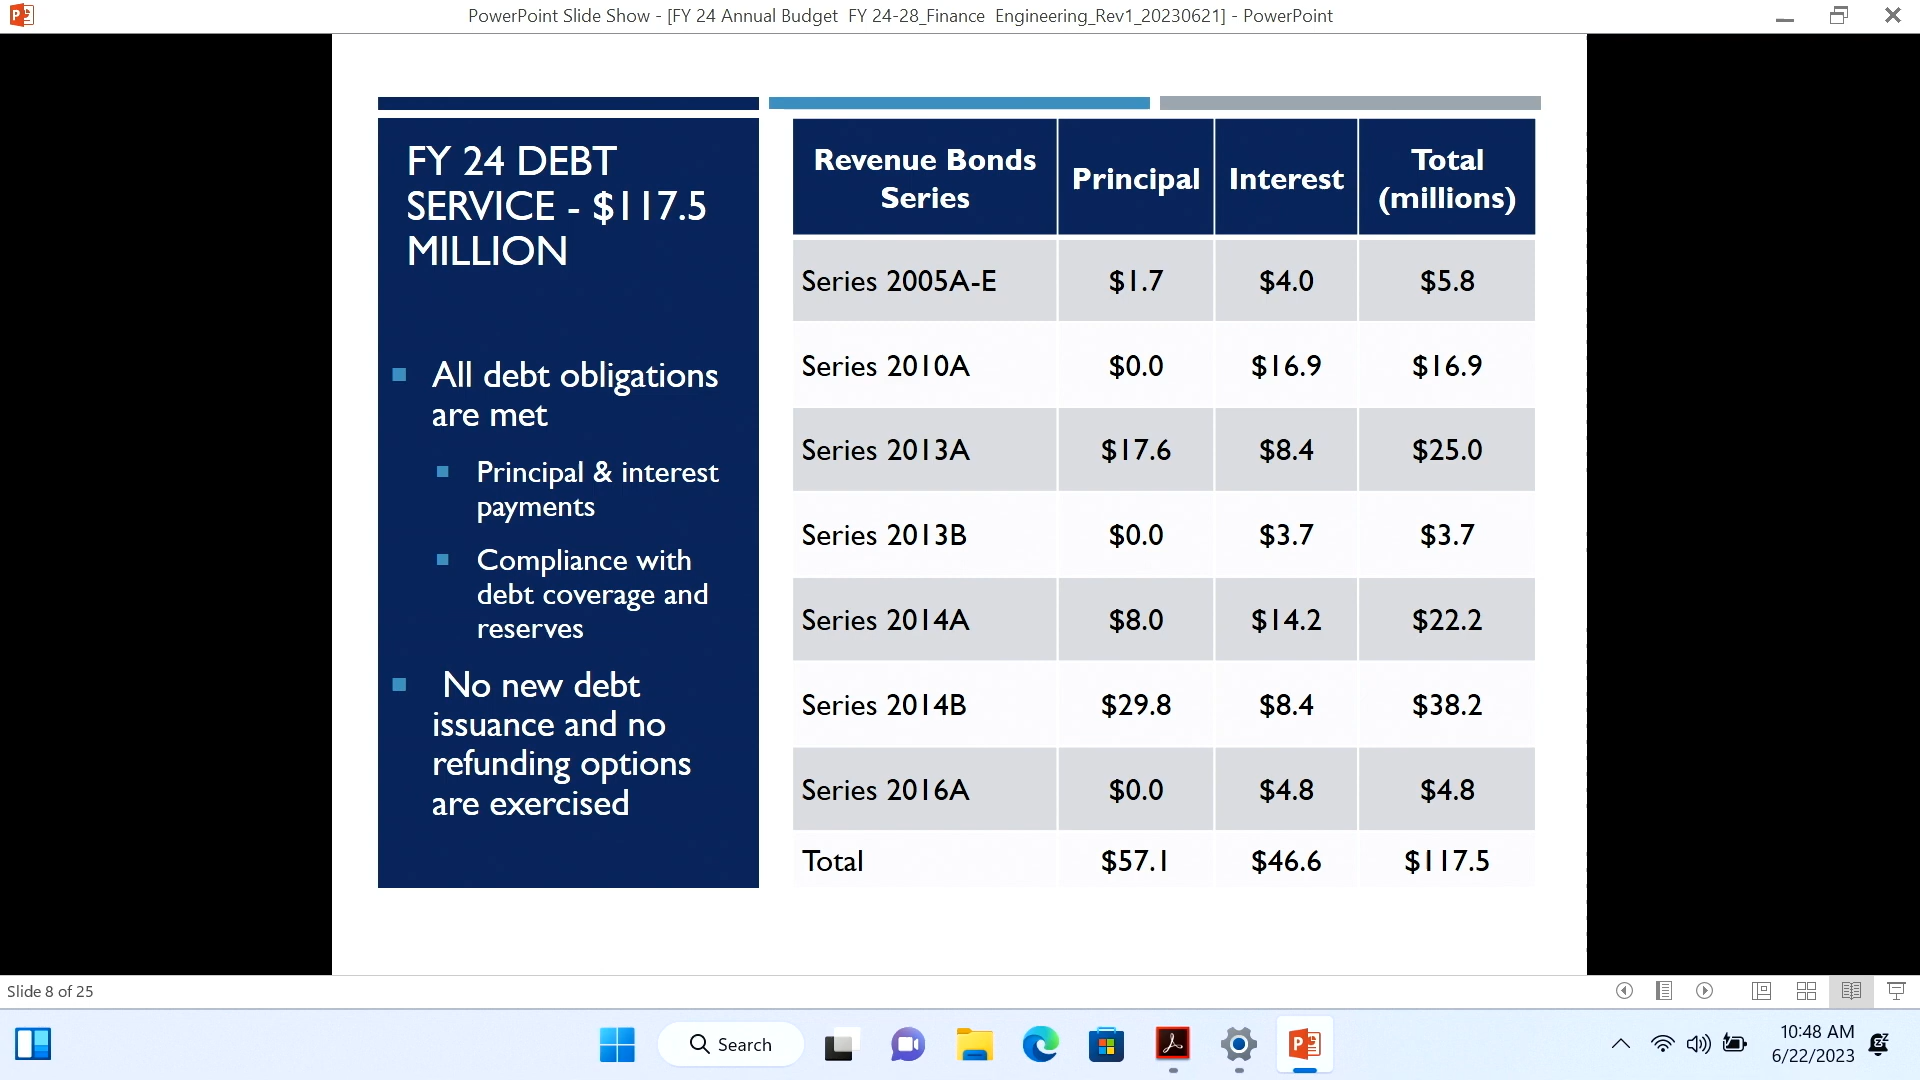 PowerPoint Slide Show - [FY 24 Annual Budget  FY 24-28_Finance  Engineering_Rev1_20230621] - PowerPoint
FY 24 DEBT
SERVICE - $117.5
MILLION
All debt obligations
are met
Principal & interest
payments
Compliance with
debt coverage and
reserves
No new debt
issuance and no
refunding options
are exercised
Revenue Bonds Series Principal Interest Total (millions)
Series 2005A-E $1.7 $4.0 $5.8
Series 2010A $0.0 $16.9 $16.9
Series 2013A $17.6 $8.4 $25.0
Series 2013B $0.0 $3.7 $3.7
Series 2014A $8.0 $14.2 $22.2
Series 2014B $29.8 $8.4 $38.2
Series 2016A $0.0 $4.8 $4.8
Total $57.1 $46.6 $117.5
Slide 8 of 25
Search
10:48 AM
6/22/2023